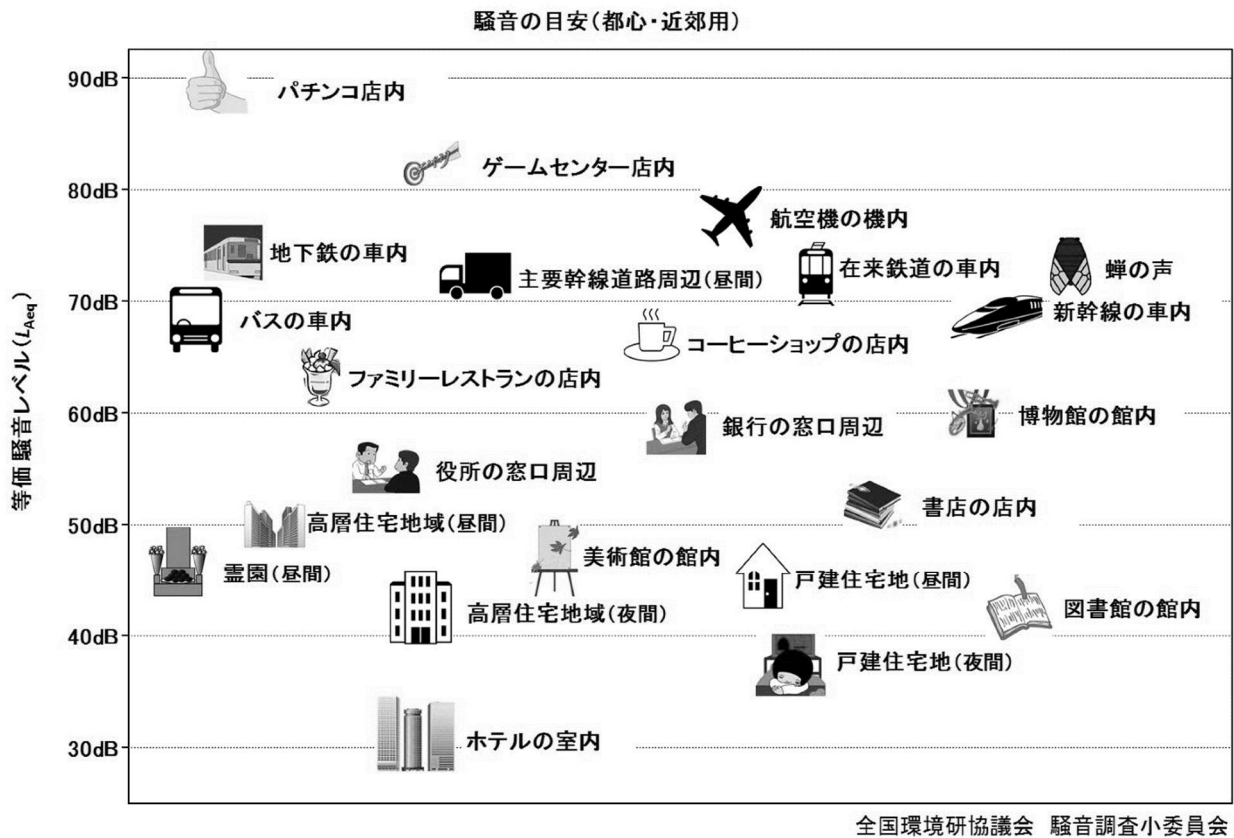 騒音の目安(都心・近郊用)
90dB
パチンコ店内
ゲームセンター店内
80dB
航空機の機内
地下鉄の車内
主要幹線道路周辺(昼間)
在来鉄道の車内
蝉の声
70dB
バスの車内
新幹線の車内
コーヒーショップの店内
ファミリーレストランの店内
60dB
銀行の窓口周辺
博物館の館内
役所の窓口周辺
書店の店内
50dB
高層住宅地域(昼間)
美術館の館内
霊園(昼間)
戸建住宅地(昼間)
高層住宅地域(夜間)
図書館の館内
40dB
戸建住宅地(夜間)
30dB
ホテルの室内
等価騒音レベル(LAeq)
全国環境研協議会 騒音調査小委員会